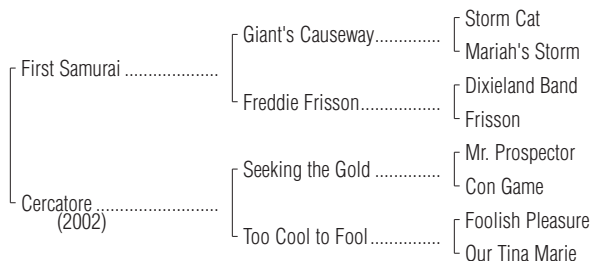 Storm Cat
Giant's Causeway..............
Mariah's Storm
First Samurai ....................
Dixieland Band
Freddie Frisson.................
Frisson
Mr. Prospector
Seeking the Gold ..............
Con Game
Cercatore ..........................
(2002)
Foolish Pleasure
Too Cool to Fool...............
Our Tina Marie